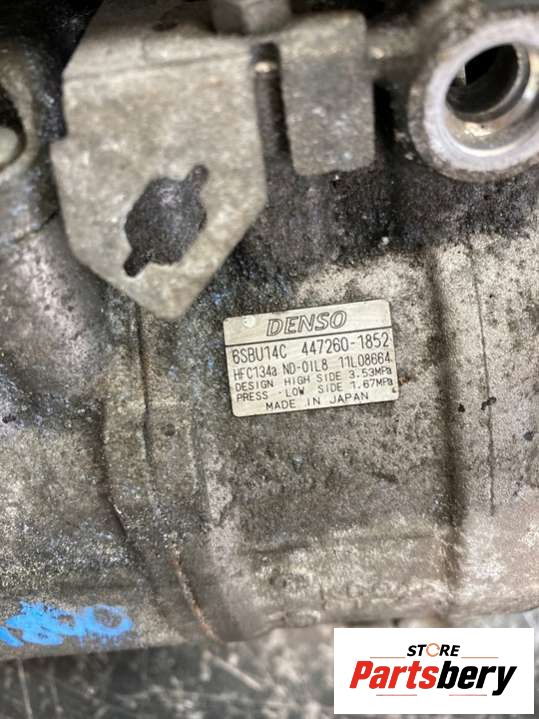 DENSO
6SBU14C 447260-1852
HFC134a ND-OIL8 11L08664
DESIGN HIGH SIDE 3.53MPa
PRESS · LOW SIDE 1.67MPa
MADE IN JAPAN
STORE
Partsbery